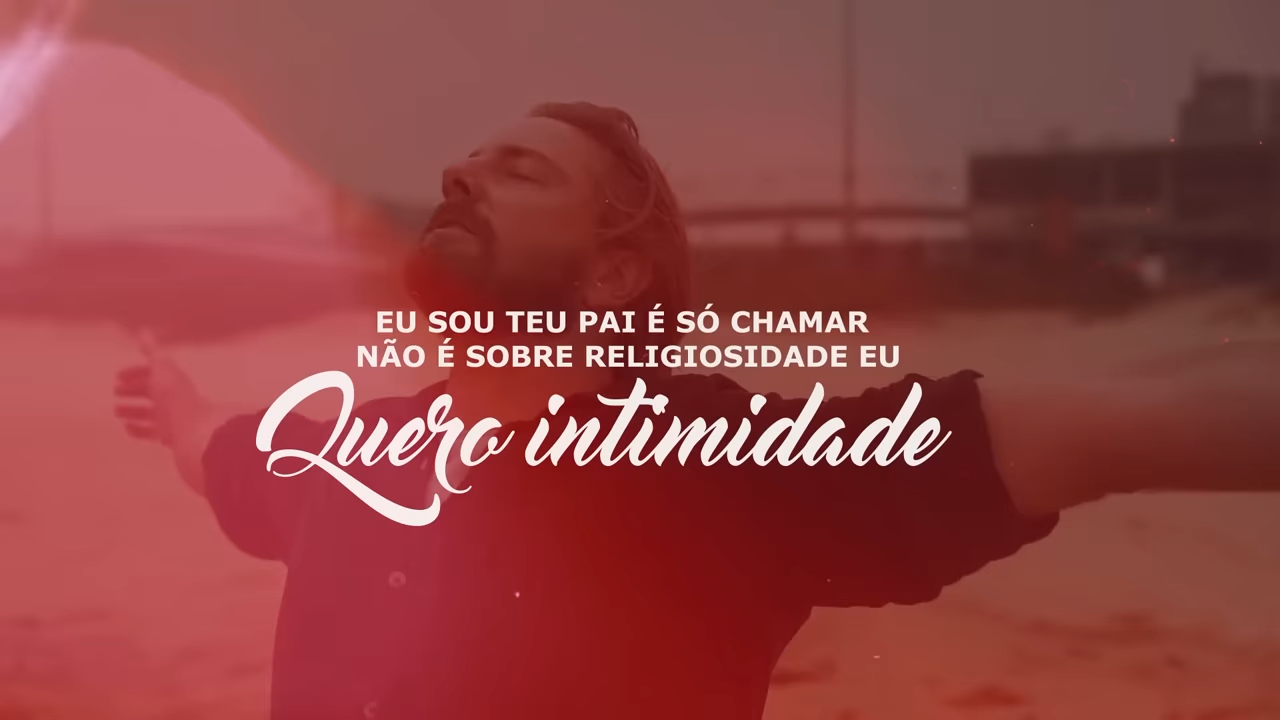 EU SOU TEU PAI É SÓ CHAMAR
NÃO É SOBRE RELIGIOSIDADE EU
Quero intimidade